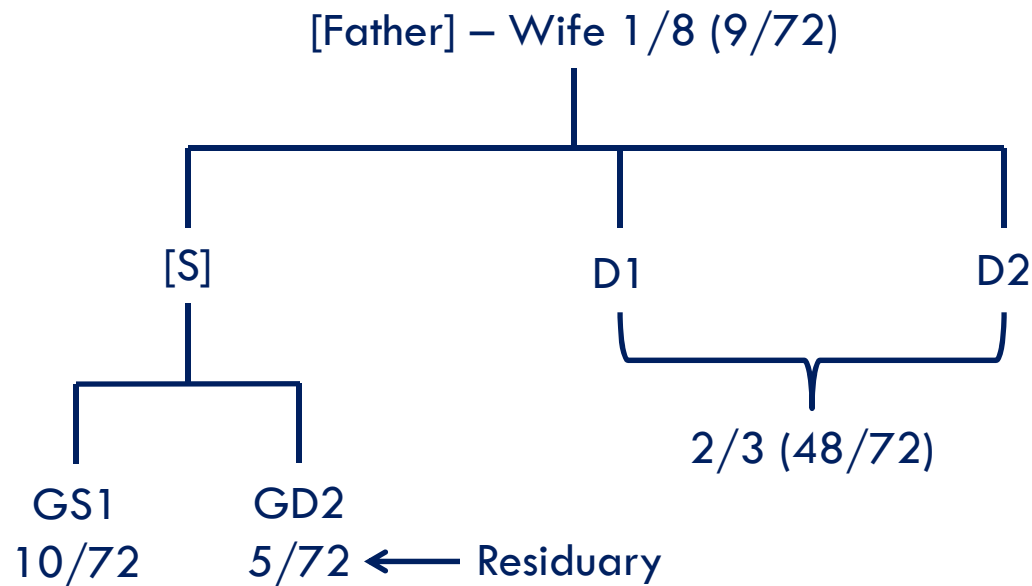 [Father] – Wife 1/8 (9/72)
[S]
D1
D2
2/3 (48/72)
GS1
GD2
10/72
5/72
Residuary